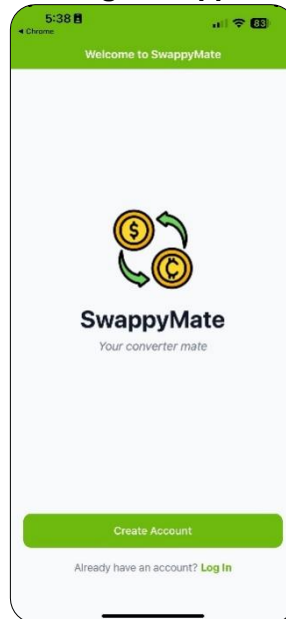 5:38
83
Chrome
Welcome to SwappyMate
SwappyMate
Your converter mate
Create Account
Already have an account? Log In